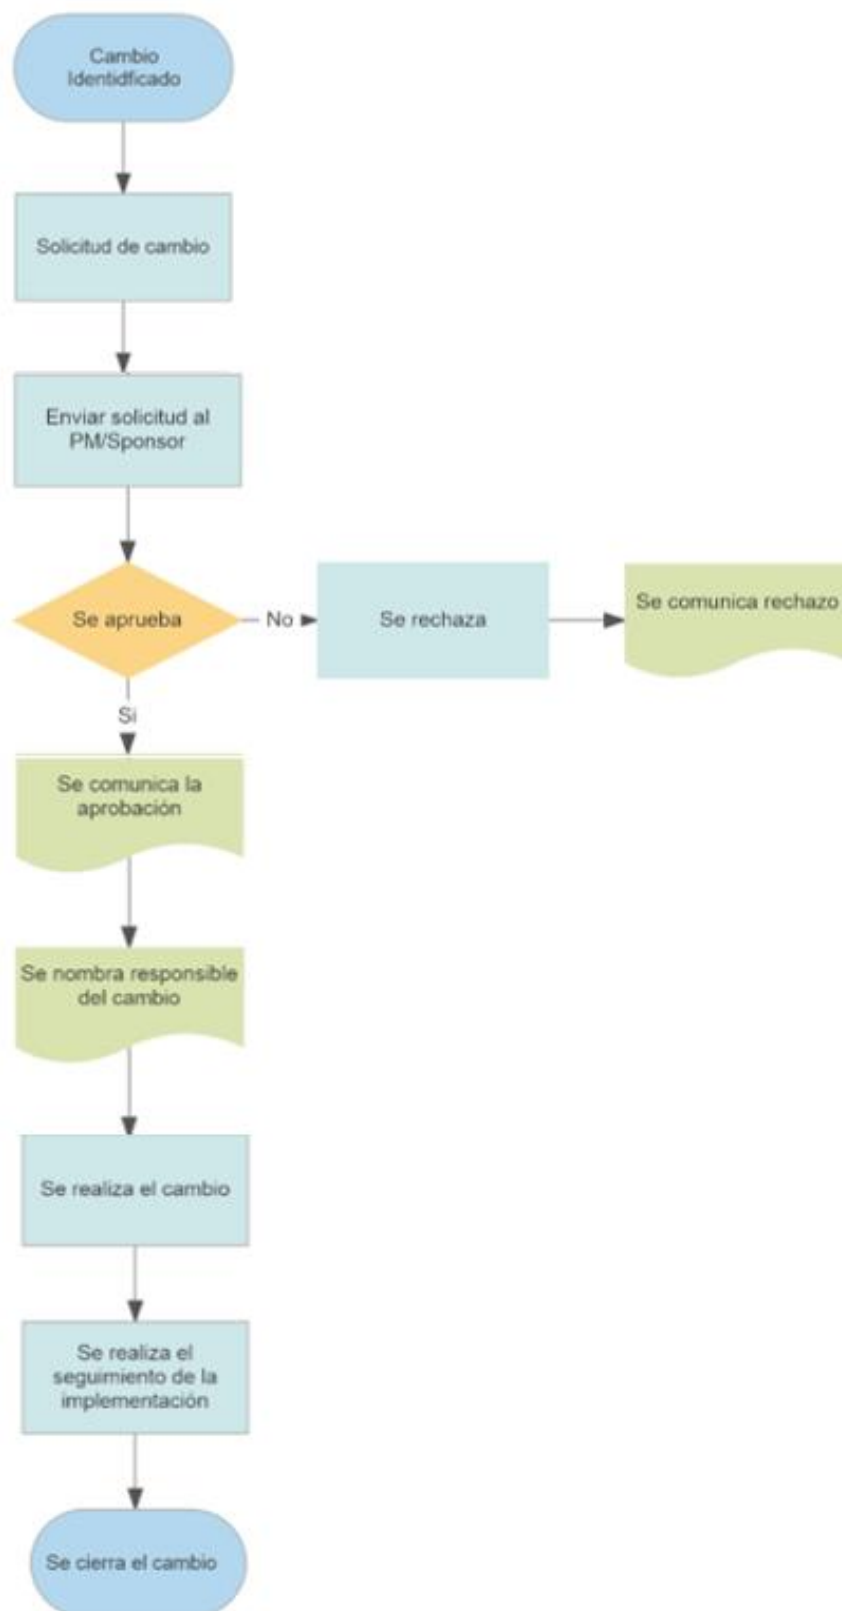 Cambio
Identidficado
Solicitud de cambio
Enviar solicitud al
PM/Sponsor
Se aprueba
No
Se rechaza
Se comunica rechazo
Si
Se comunica la
aprobación
Se nombra responsible
del cambio
Se realiza el cambio
Se realiza el
seguimiento de la
implementación
Se cierra el cambio